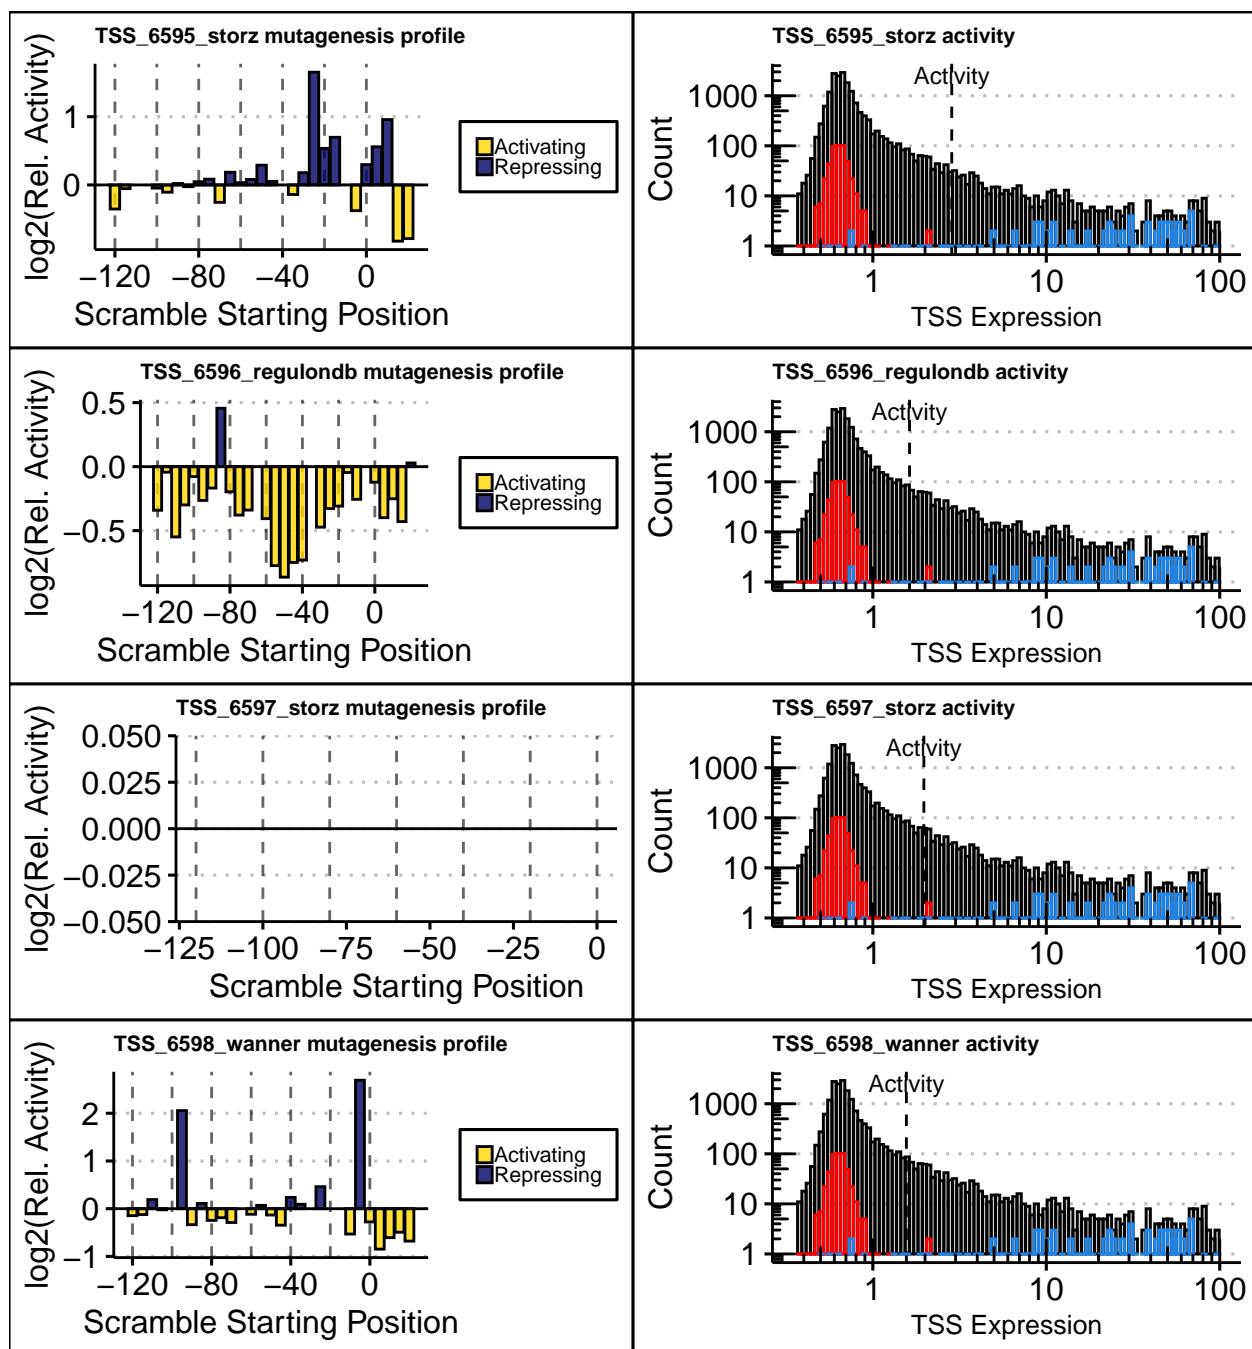 TSS_6595_storz mutagenesis profile
log2(Rel. Activity)
1
0
−120 −80 −40 0
Scramble Starting Position
Activating
Repressing
TSS_6595_storz activity
Activity
Count
1000
100
10
1
1 10 100
TSS Expression
TSS_6596_regulondb mutagenesis profile
log2(Rel. Activity)
0.5
0.0
−0.5
−120 −80 −40 0
Scramble Starting Position
Activating
Repressing
TSS_6596_regulondb activity
Activity
Count
1000
100
10
1
1 10 100
TSS Expression
TSS_6597_storz mutagenesis profile
log2(Rel. Activity)
0.050
0.025
0.000
−0.025
−0.050
−125 −100 −75 −50 −25 0
Scramble Starting Position
TSS_6597_storz activity
Activity
Count
1000
100
10
1
1 10 100
TSS Expression
TSS_6598_wanner mutagenesis profile
log2(Rel. Activity)
2
1
0
−1
−120 −80 −40 0
Scramble Starting Position
Activating
Repressing
TSS_6598_wanner activity
Activity
Count
1000
100
10
1
1 10 100
TSS Expression